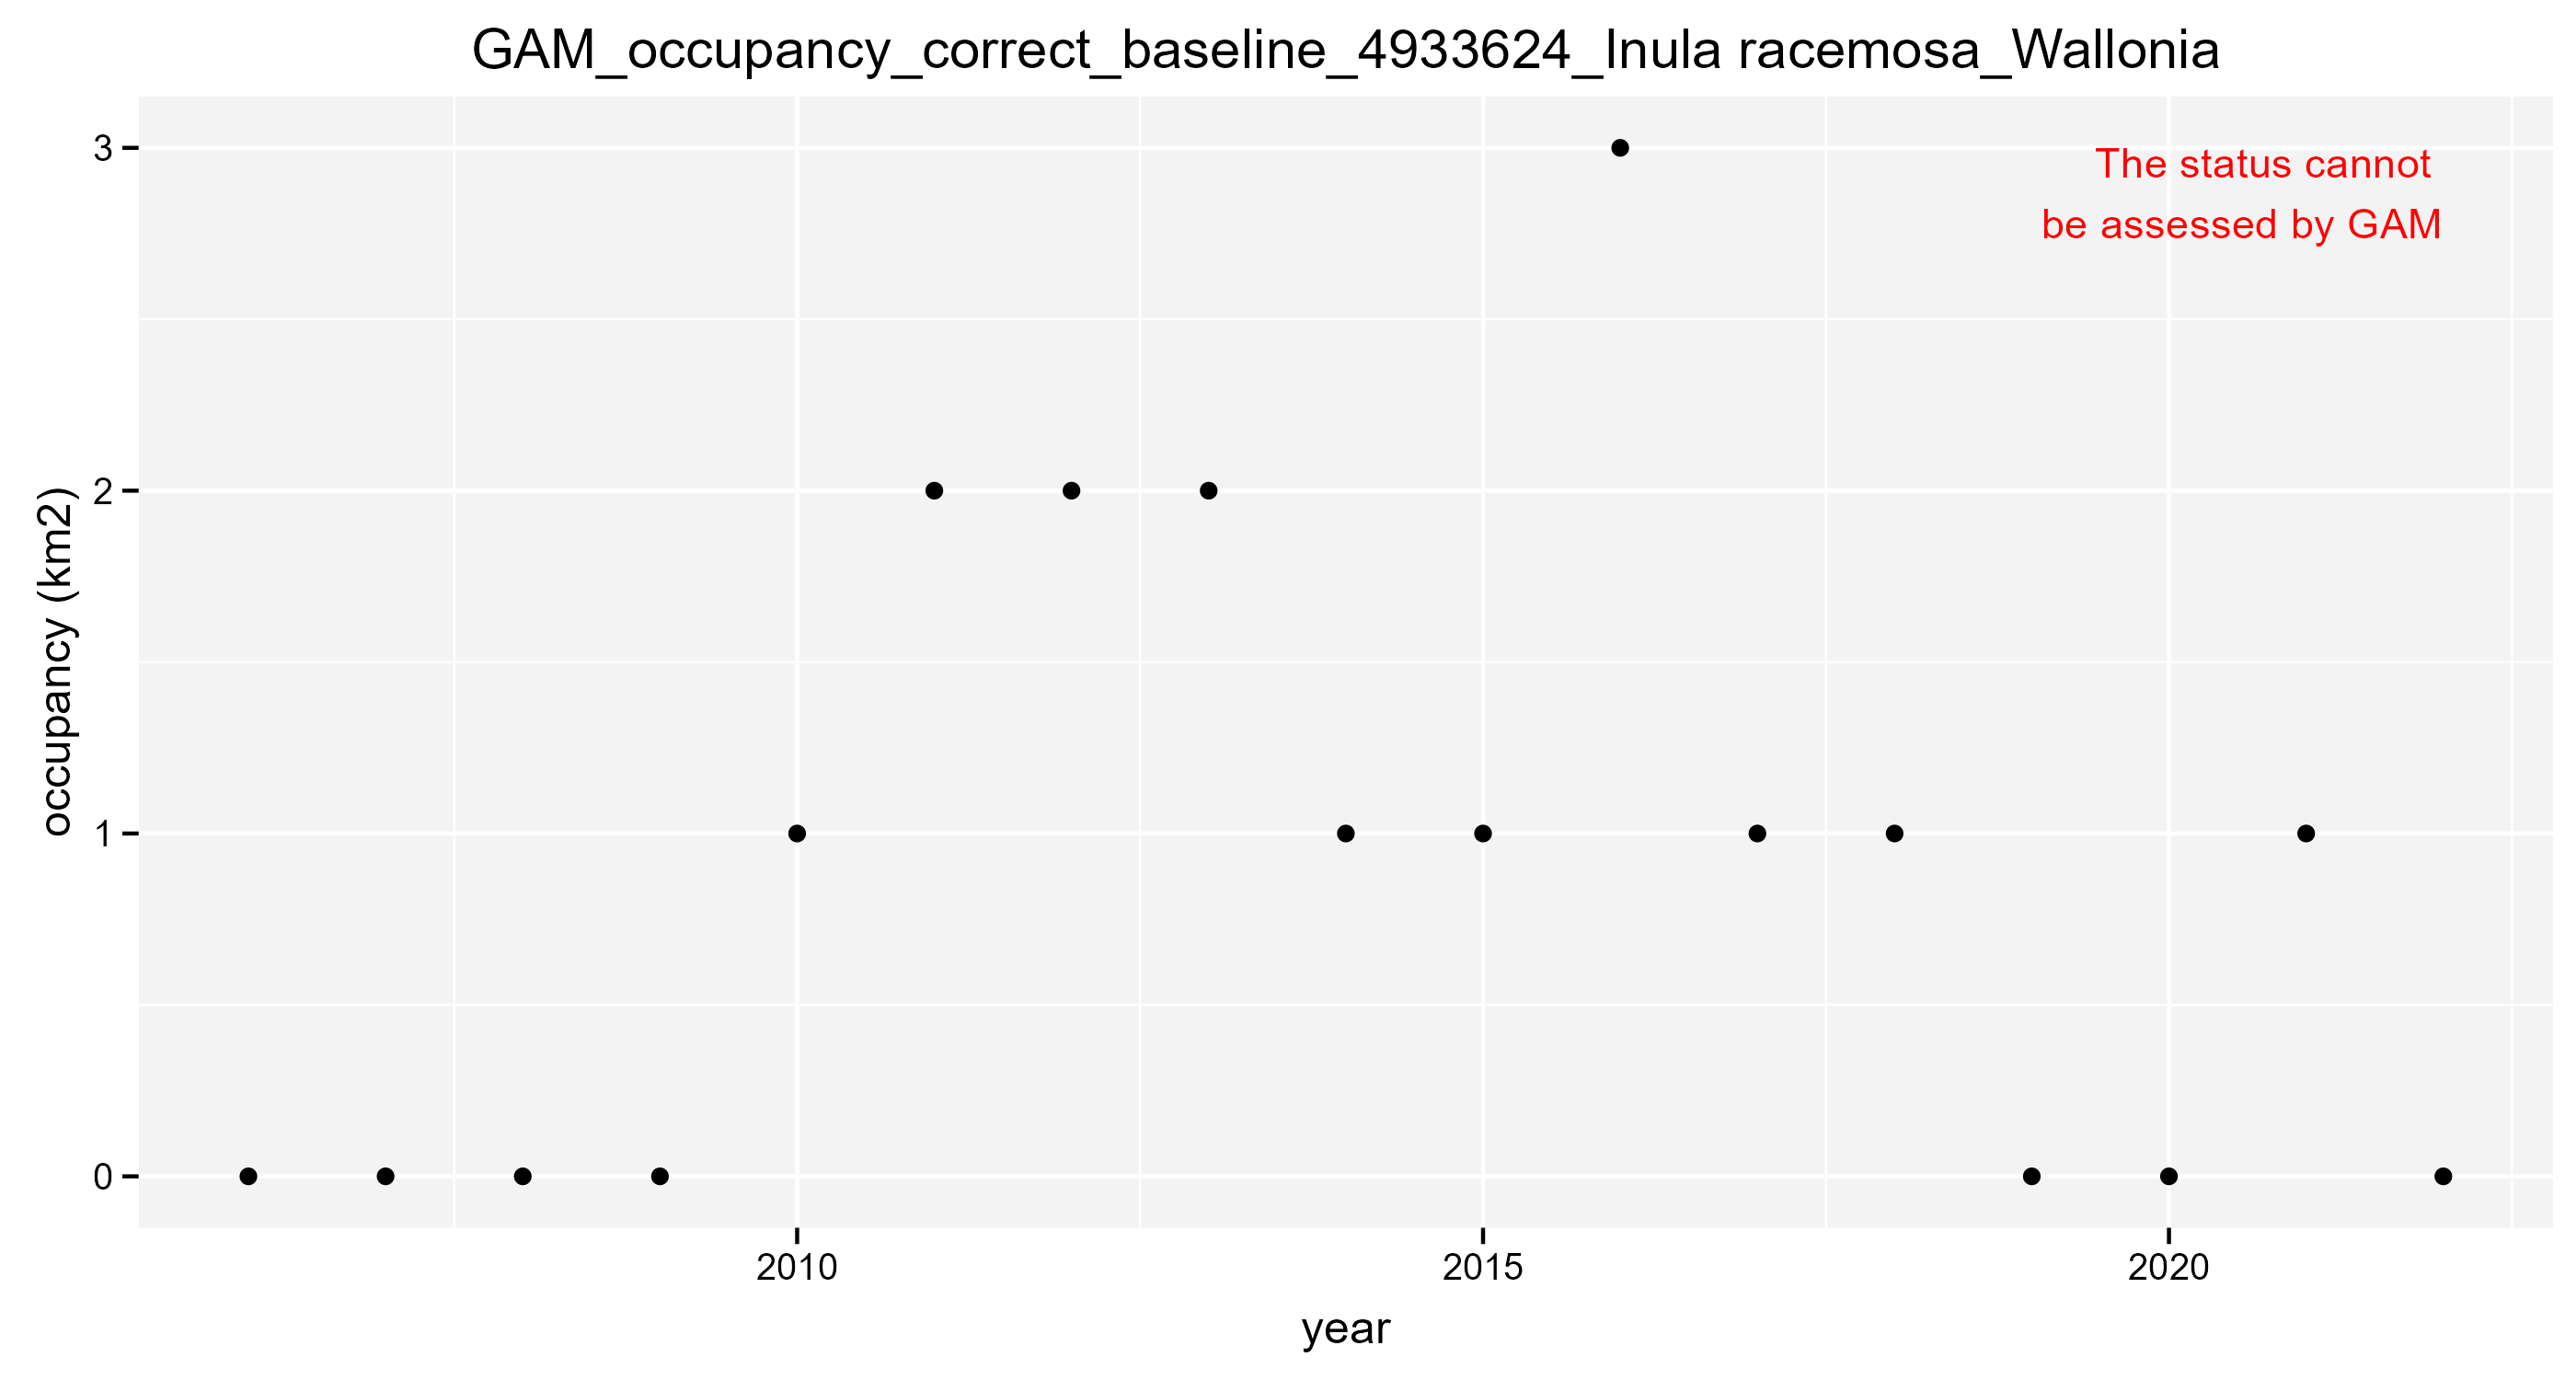 GAM_occupancy_correct_baseline_4933624_Inula racemosa_Wallonia
3
The status cannot
be assessed by GAM
2
occupancy (km2)
1
0
2010 2015 2020
year